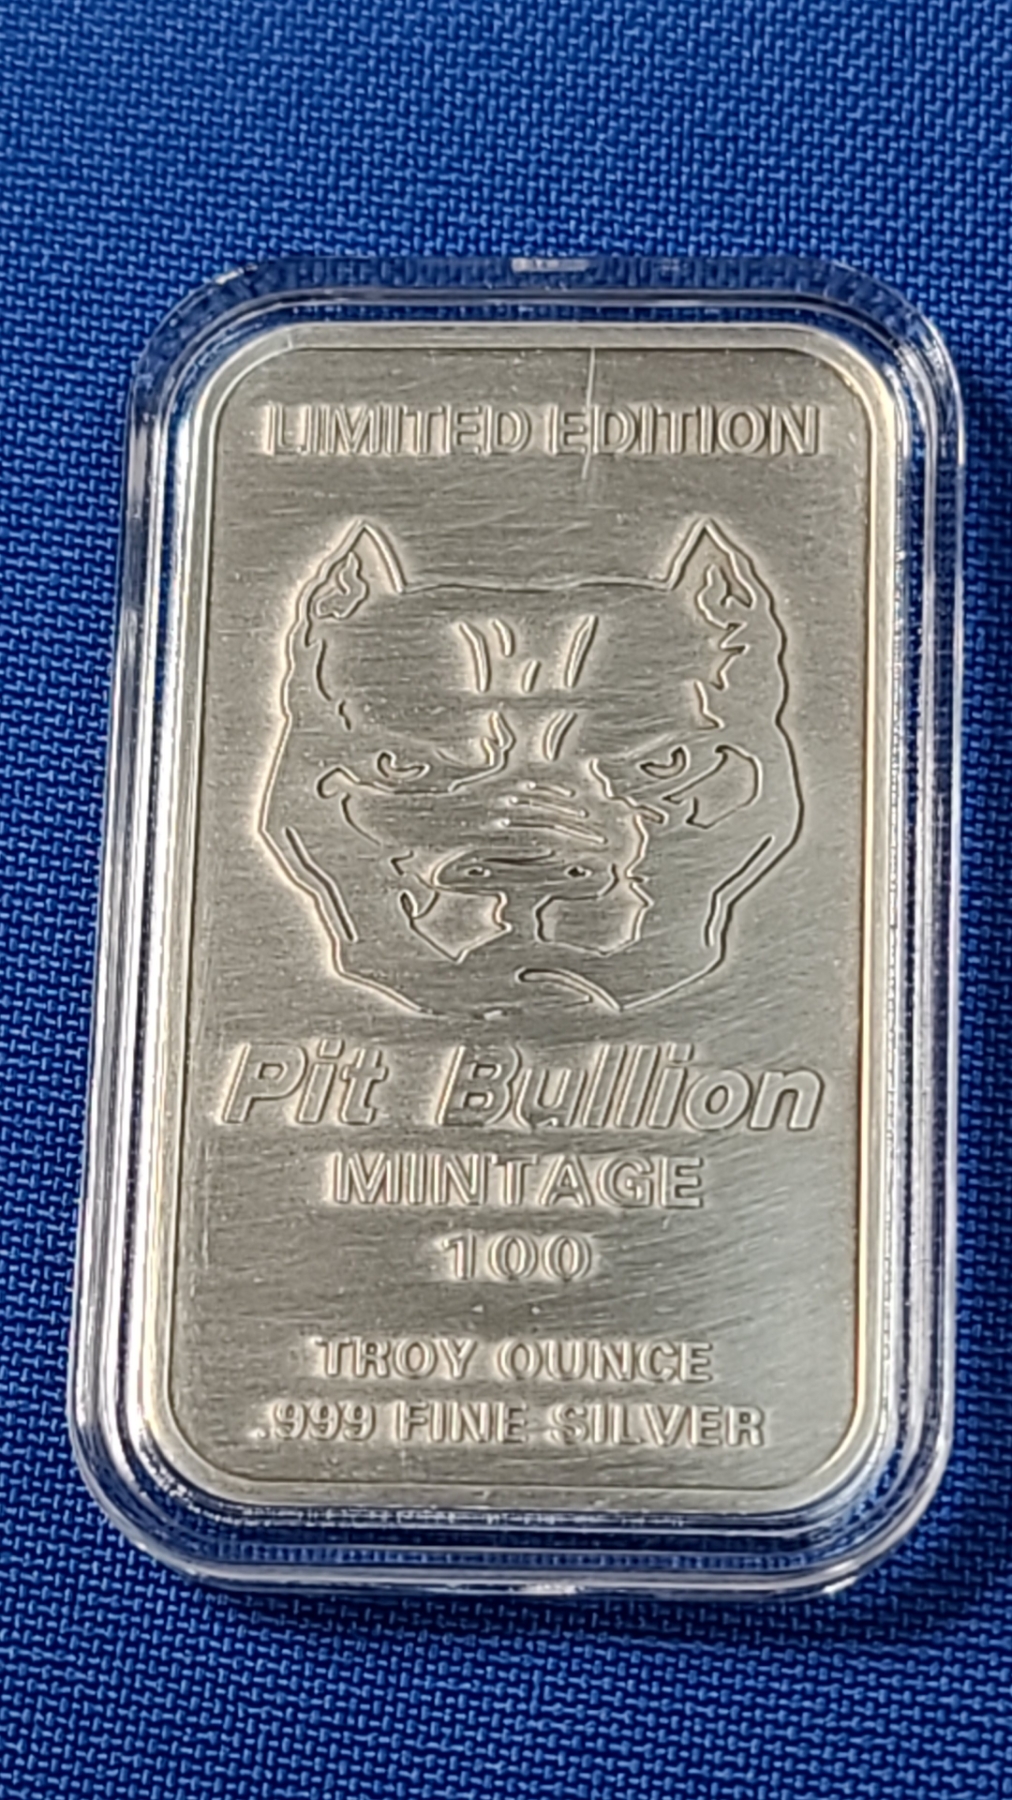 LIMITED EDITION
Pit Bullion
MINTAGE
100
TROY OUNCE
.999 FINE SILVER